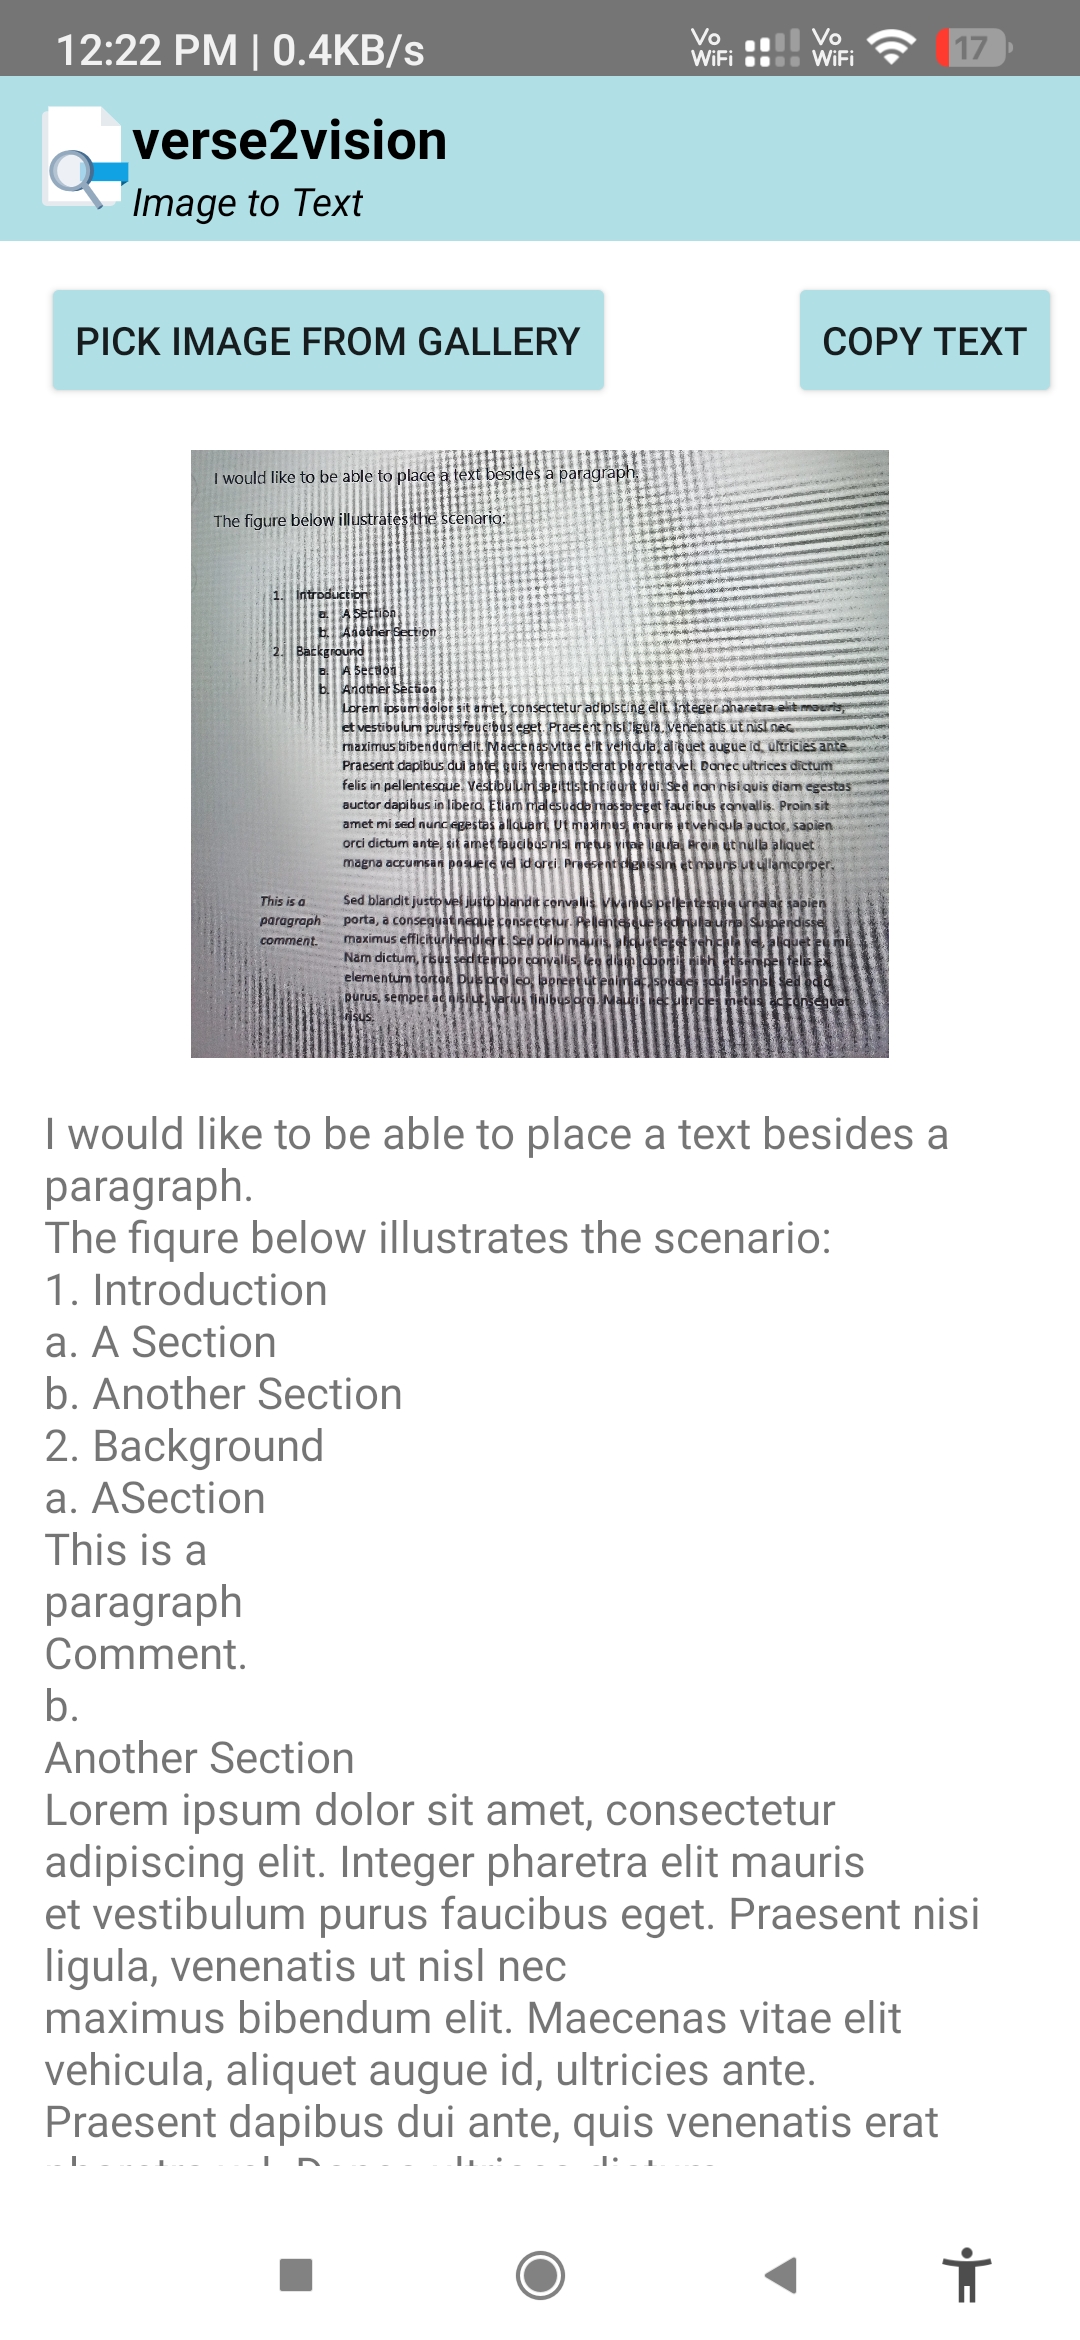 12:22 PM | 0.4KB/s
Vo
WiFi
Vo
WiFi
17
verse2vision
Image to Text
PICK IMAGE FROM GALLERY
COPY TEXT
I would like to be able to place a text besides a paragraph.
The figure below illustrates the scenario:
1. Introduction
a. A Section
b. Another Section
2. Background
a. A Section
b. Another Section
Lorem ipsum dolor sit amet, consectetur adipiscing elit. Integer pharetra elit mauris,
et vestibulum purus faucibus eget. Praesent nisi ligula, venenatis ut nisl nec
maximus bibendum elit. Maecenas vitae elit vehicula, aliquet augue id, ultricies ante.
Praesent dapibus dui ante, quis venenatis erat pharetra vel. Donec ultrices dictum
felis in pellentesque. Vestibulum sagittis tincidunt dui. Sed non nisi quis diam egestas
auctor dapibus in libero. Etiam malesuada massa eget faucibus convallis. Proin sit
amet mi sed nunc egestas aliquam. Ut maximus, mauris ut vehicula auctor, sapien
orci dictum ante, sit amet faucibus nisl metus vitae ligula. Proin ut nulla aliquet
magna accumsan posuere vel id orci. Praesent dignissim et mauris ut ullamcorper.
This is a
paragraph
comment.
Sed blandit justo vel justo blandit convallis. Vivamus pellentesque urna ac sapien
porta, a consequat neque consectetur. Pellentesque sed nulla urna. Suspendisse
maximus efficitur hendrerit. Sed odio mauris, aliquet eget vehicula vel, aliquet eu mi.
Nam dictum, risus sed tempor convallis, leo diam lobortis nibh, et semper felis ex
elementum tortor. Duis orci leo, laoreet ut enim ac, sodales sodales nisl. Sed odio
purus, semper ac nisl ut, varius finibus orci. Mauris nec ultricies metus, ac consequat
risus.
I would like to be able to place a text besides a
paragraph.
The fiqure below illustrates the scenario:
1. Introduction
a. A Section
b. Another Section
2. Background
a. ASection
This is a
paragraph
Comment.
b.
Another Section
Lorem ipsum dolor sit amet, consectetur
adipiscing elit. Integer pharetra elit mauris
et vestibulum purus faucibus eget. Praesent nisi
ligula, venenatis ut nisl nec
maximus bibendum elit. Maecenas vitae elit
vehicula, aliquet augue id, ultricies ante.
Praesent dapibus dui ante, quis venenatis erat